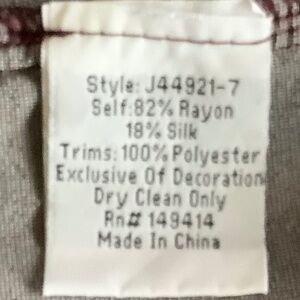 Style: J44921-7
Self:82% Rayon
18% Silk
Trims:100% Polyester
Exclusive Of Decoration
Dry Clean Only
Rn# 149414
Made In China